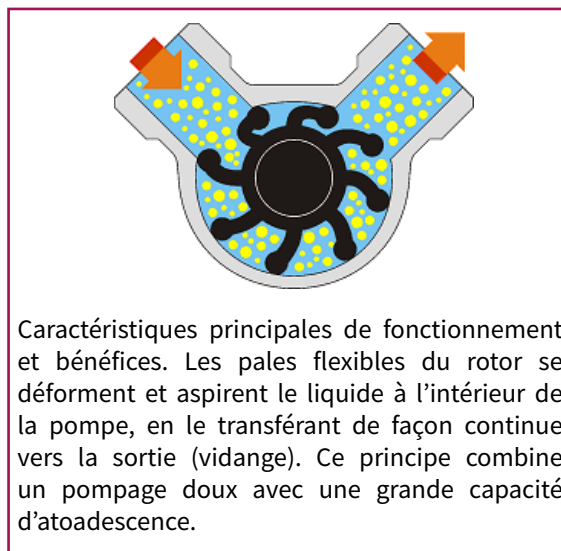 Caractéristiques principales de fonctionnement
et bénéfices. Les pales flexibles du rotor se
déforment et aspirent le liquide à l’intérieur de
la pompe, en le transférant de façon continue
vers la sortie (vidange). Ce principe combine
un pompage doux avec une grande capacité
d’atoadescence.